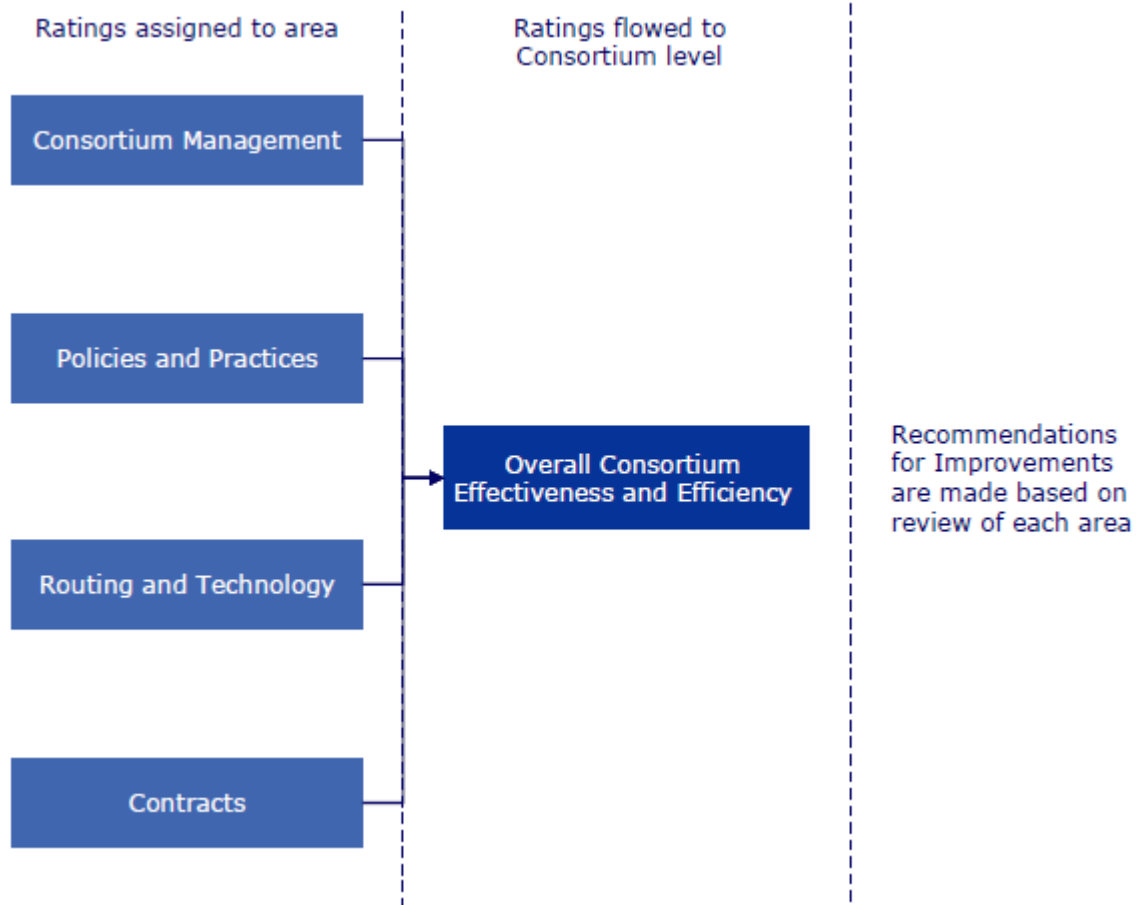 Ratings assigned to area
Ratings flowed to
Consortium level
Consortium Management
Policies and Practices
Overall Consortium
Effectiveness and Efficiency
Recommendations
for Improvements
are made based on
review of each area
Routing and Technology
Contracts